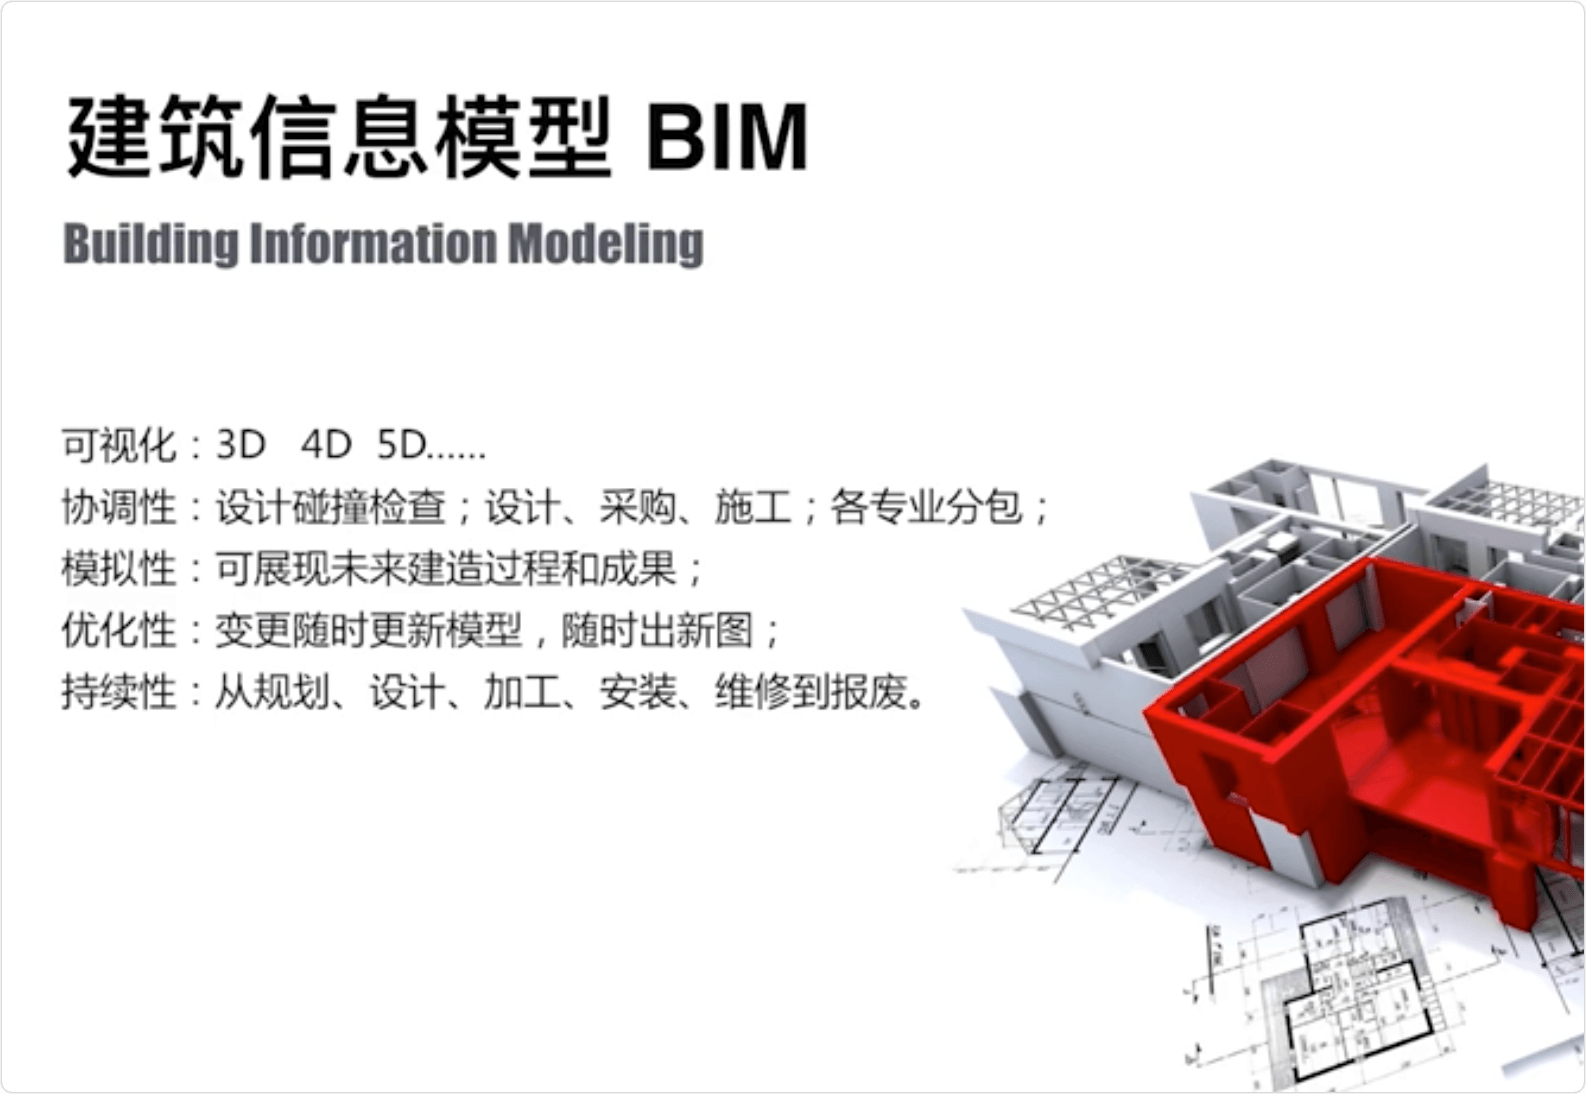 建筑信息模型 BIM
Building Information Modeling
可视化：3D 4D 5D......
协调性：设计碰撞检查；设计、采购、施工；各专业分包；
模拟性：可展现未来建造过程和成果；
优化性：变更随时更新模型，随时出新图；
持续性：从规划、设计、加工、安装、维修到报废。